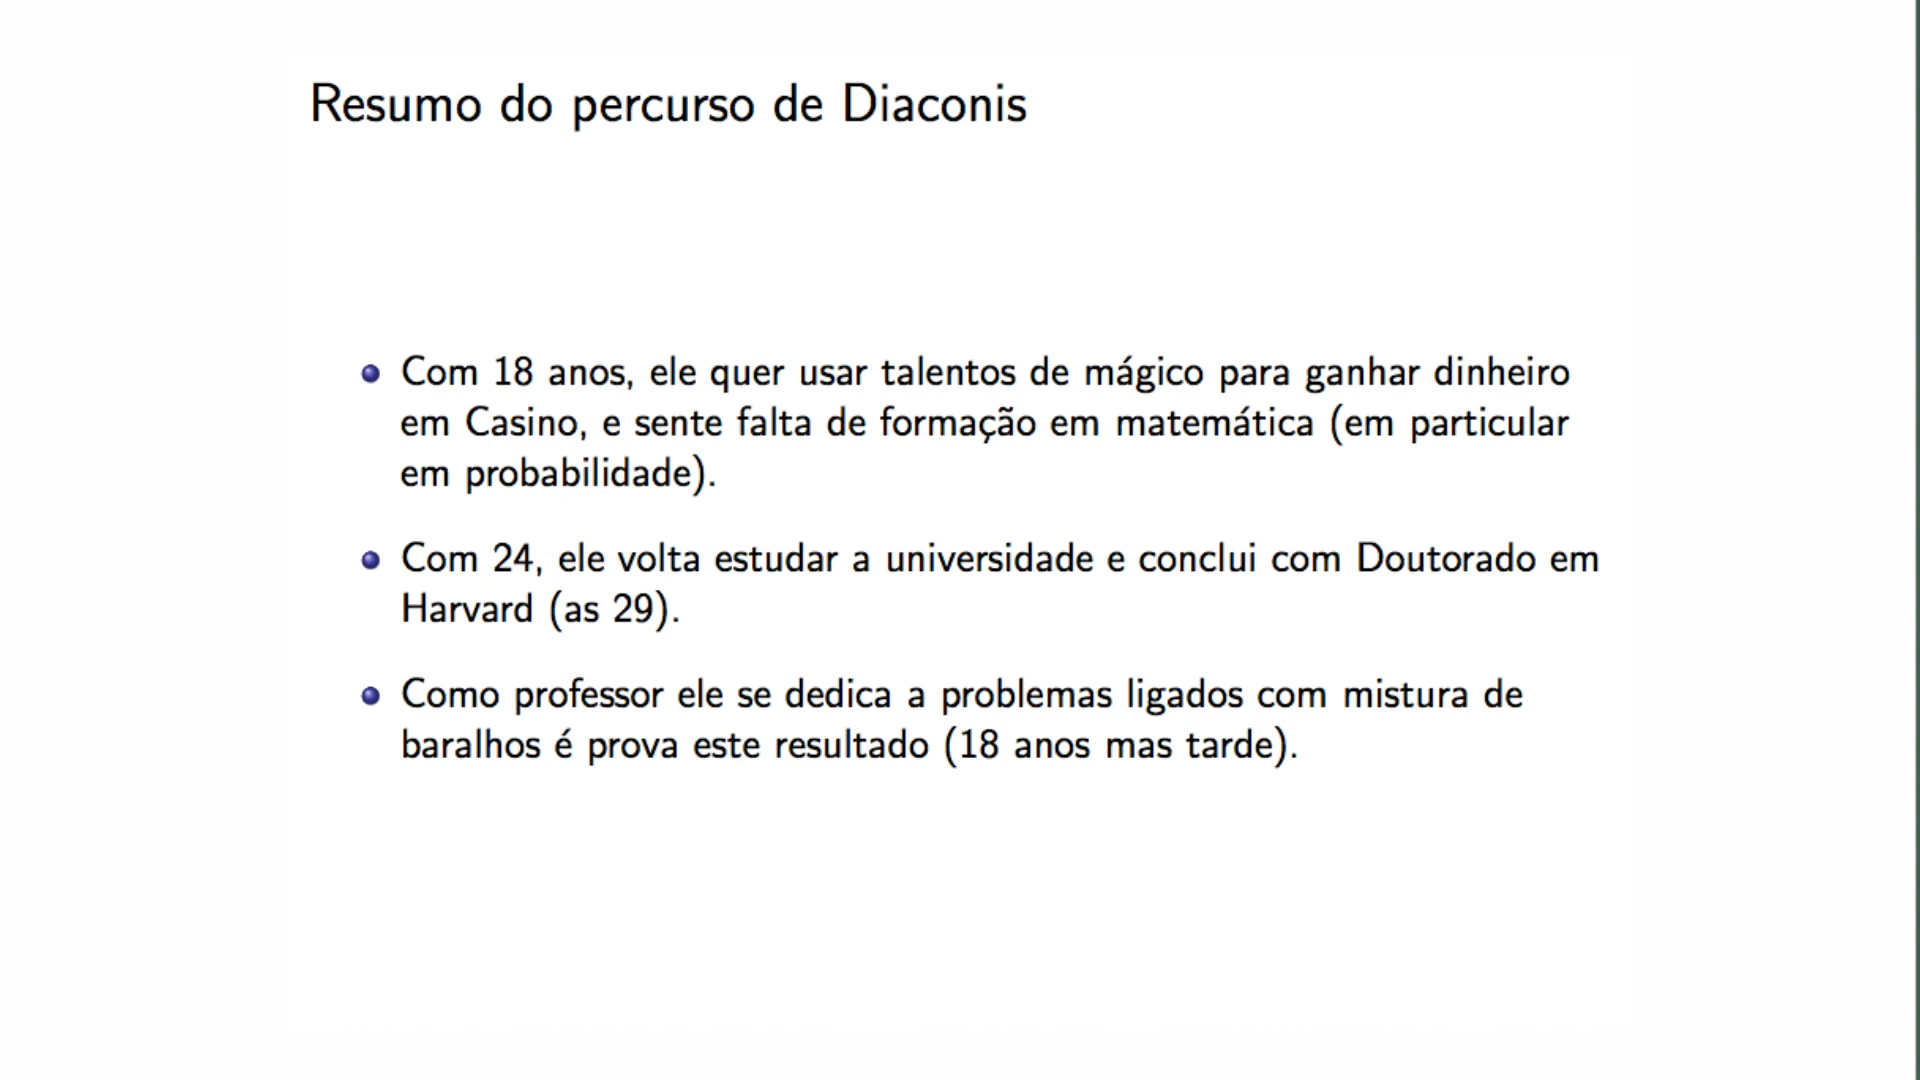 Resumo do percurso de Diaconis
Com 18 anos, ele quer usar talentos de mágico para ganhar dinheiro
em Casino, e sente falta de formação em matemática (em particular
em probabilidade).
Com 24, ele volta estudar a universidade e conclui com Doutorado em
Harvard (as 29).
Como professor ele se dedica a problemas ligados com mistura de
baralhos é prova este resultado (18 anos mas tarde).